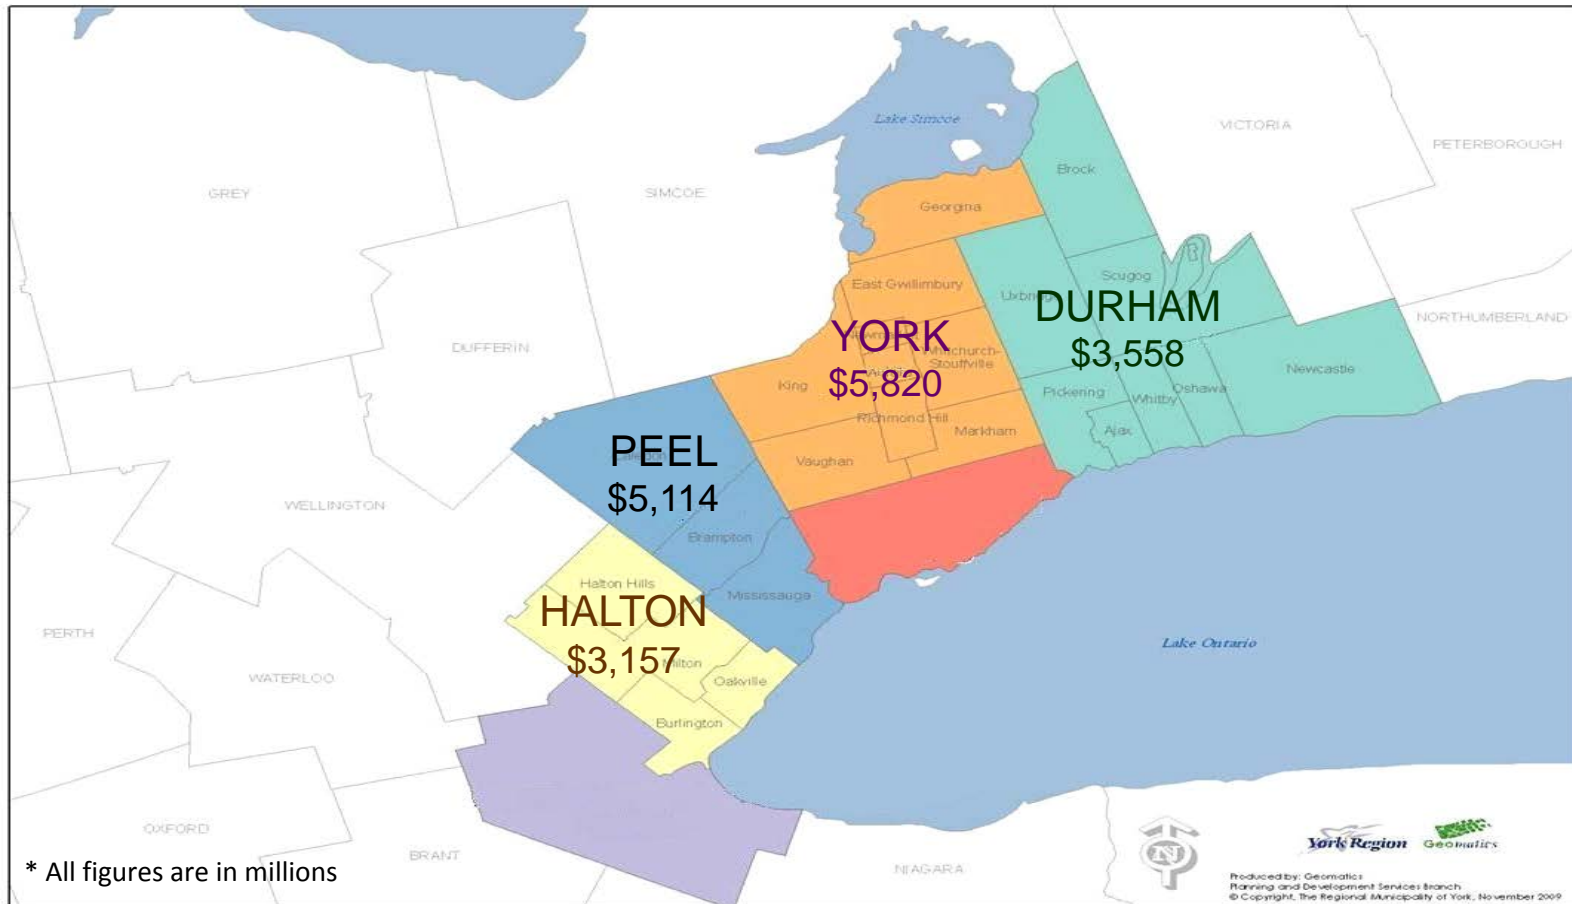 Lake Simcoe
VICTORIA
PETERBOROUGH
Brock
GREY
SIMCOE
Georgina
East Gwillimbury
Scugog
Uxbridge
DURHAM
$3,558
NORTHUMBERLAND
YORK
$5,820
Whitchurch-
Stouffville
DUFFERIN
King
Newcastle
Pickering
Whitby
Oshawa
Richmond Hill
Markham
Ajax
Vaughan
PEEL
$5,114
WELLINGTON
Brampton
Halton Hills
Mississauga
HALTON
$3,157
PERTH
Lake Ontario
Milton
Oakville
WATERLOO
Burlington
OXFORD
BRANT
NIAGARA
N
York Region
Geomatics
* All figures are in millions
Produced by: Geomatics
Planning and Development Services Branch
© Copyright, The Regional Municipality of York, November 2009